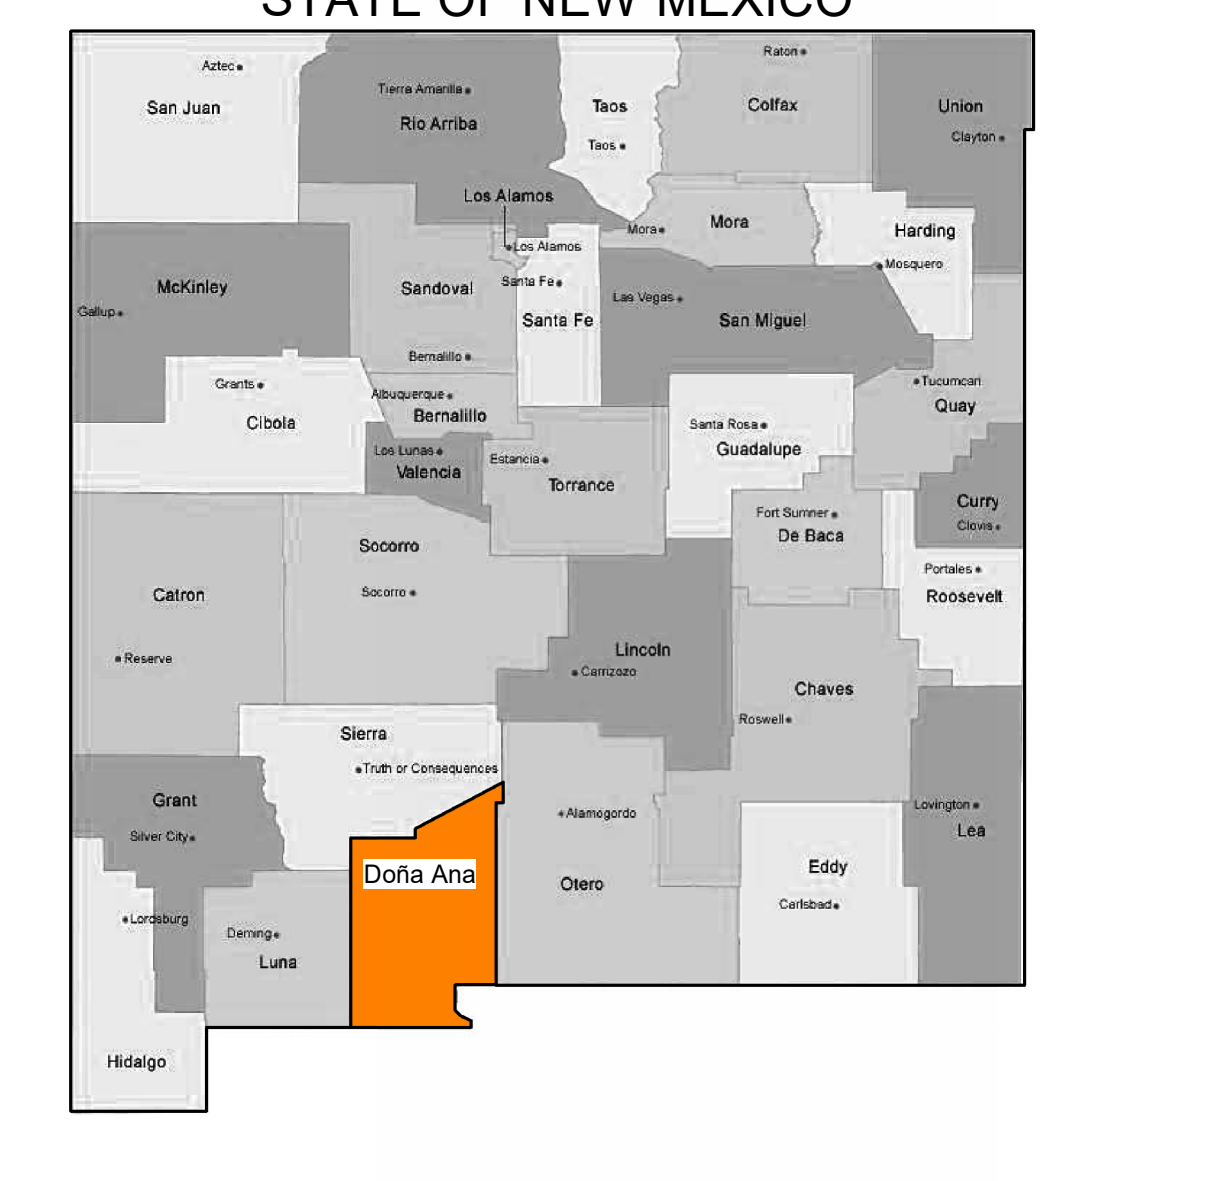 STATE OF NEW MEXICO
Aztec
San Juan
Tierra Amarilla
Rio Arriba
Taos
Taos
Raton
Colfax
Union
Clayton
Los Alamos
Los Alamos
Mora
Mora
Harding
Mosquero
McKinley
Gallup
Sandoval
Bernalillo
Santa Fe
Santa Fe
Las Vegas
San Miguel
Grants
Cibola
Albuquerque
Bernalillo
Tucumcari
Quay
Los Lunas
Valencia
Estancia
Torrance
Santa Rosa
Guadalupe
Curry
Clovis
Fort Sumner
De Baca
Socorro
Socorro
Catron
Reserve
Portales
Roosevelt
Lincoln
Carrizozo
Chaves
Roswell
Sierra
Truth or Consequences
Grant
Silver City
Alamogordo
Otero
Lovington
Lea
Doña Ana
Eddy
Carlsbad
Lordsburg
Deming
Luna
Hidalgo